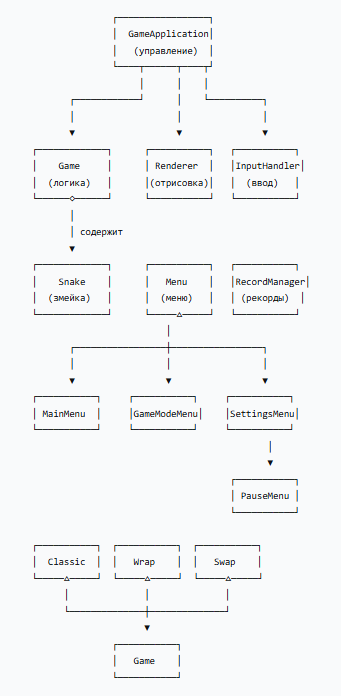 GameApplication
(управление)
Game Renderer InputHandler
(логика) (отрисовка) (ввод)
содержит
Snake Menu RecordManager
(змейка) (меню) (рекорды)
MainMenu GameModeMenu SettingsMenu
PauseMenu
Classic Wrap Swap
Game